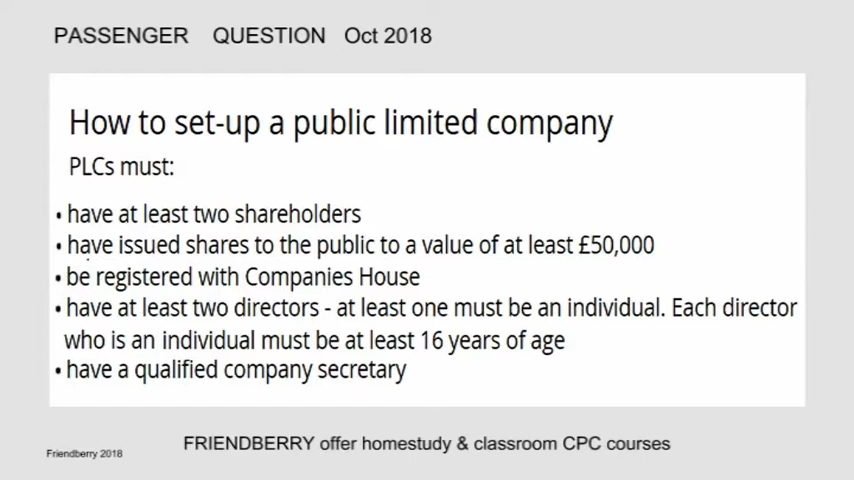 PASSENGER QUESTION Oct 2018
How to set-up a public limited company
PLCs must:
• have at least two shareholders
• have issued shares to the public to a value of at least £50,000
• be registered with Companies House
• have at least two directors - at least one must be an individual. Each director
who is an individual must be at least 16 years of age
• have a qualified company secretary
FRIENDBERRY offer homestudy & classroom CPC courses
Friendberry 2018